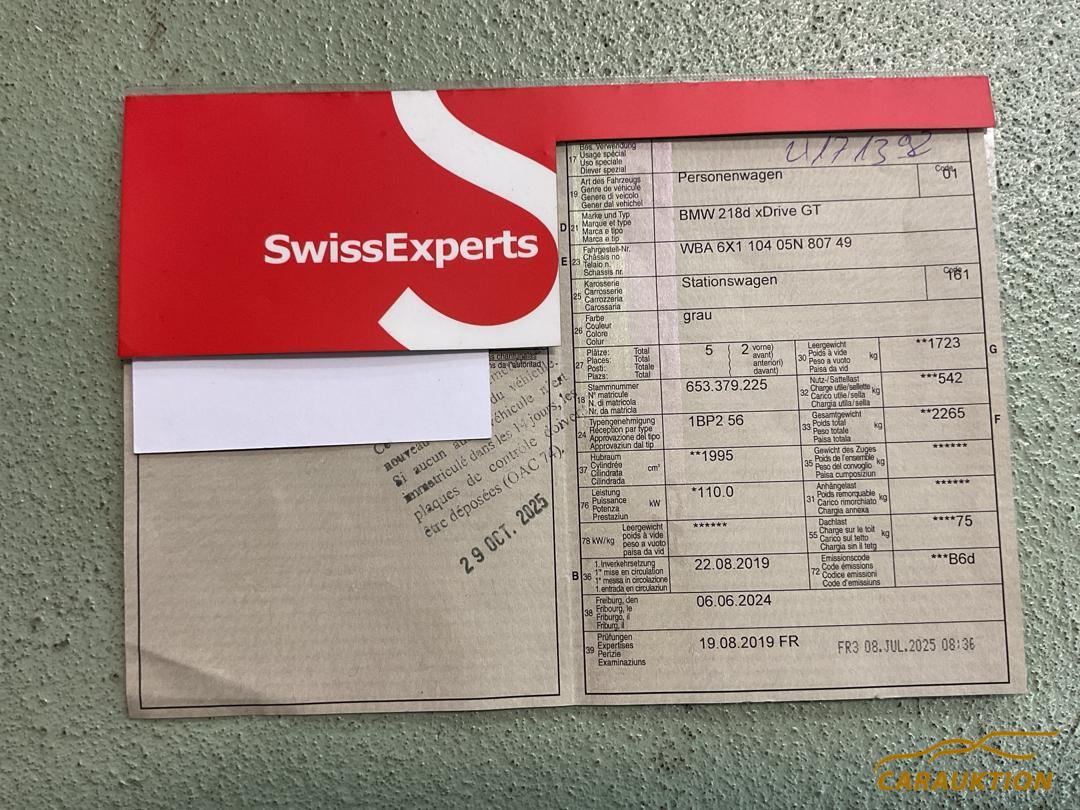 SwissExperts
du véhicule.
nouveau
Si aucun
véhicule n'est
immatriculé dans les 14 jours, les
plaques de contrôle doivent
être déposées (OAC 74).
29 OCT. 2025
17 Bes. Verwendung
Usage spécial
Uso speciale
Diever spezial
19 Art des Fahrzeugs
Genre de véhicule
Genere di veicolo
Gener dal vehichel
Personenwagen
Code
01
D 21 Marke und Typ
Marque et type
Marca e tipo
Marca e tip
BMW 218d xDrive GT
E 23 Fahrgestell-Nr.
Châssis no
Telaio n.
Schassis nr.
WBA 6X1 104 05N 807 49
25 Karosserie
Carrosserie
Carrozzeria
Carossaria
Stationswagen
Code
161
26 Farbe
Couleur
Colore
Colur
grau
27 Plätze: Total
Places: Total
Posti: Totale
Plazs: Total
5 ( 2 vorne)
avant)
anteriori)
davant)
G 30 Leergewicht
Poids à vide
Peso a vuoto
Paisa da vid
kg
**1723
18 Stammnummer
N° matricule
N. di matricola
Nr. da matricla
653.379.225
32 Nutz-/Sattellast
Charge utile/sellette
Carico utile/sella
Chargia utila/sella
kg
***542
24 Typengenehmigung
Réception par type
Approvazione del tipo
Approvaziun dal tip
1BP2 56
F 33 Gesamtgewicht
Poids total
Peso totale
Paisa totala
kg
**2265
37 Hubraum
Cylindrée
Cilindrata
Cilindrada
cm³
**1995
35 Gewicht des Zuges
Poids de l'ensemble
Peso del convoglio
Paisa cumposiziun
kg
******
76 Leistung
Puissance
Potenza
Prestaziun
kW
*110.0
31 Anhängelast
Poids remorquable
Carico rimorchiato
Chargia annexa
kg
******
78 kW/kg Leergewicht
poids à vide
peso a vuoto
paisa da vid
******
55 Dachlast
Charge sur le toit
Carico sul tetto
Chargia sin il tetg
kg
****75
B 36 1. Inverkehrsetzung
1re mise en circulation
1a messa in circolazione
1. entrada en circulaziun
22.08.2019
72 Emissionscode
Code émissions
Codice emissioni
Code d'emissiuns
***B6d
38 Freiburg, den
Fribourg, le
Friburgo, il
Friburg, il
06.06.2024
39 Prüfungen
Expertises
Perizie
Examinaziuns
19.08.2019 FR
FR3 08.JUL.2025 08:36
CARAUKTION